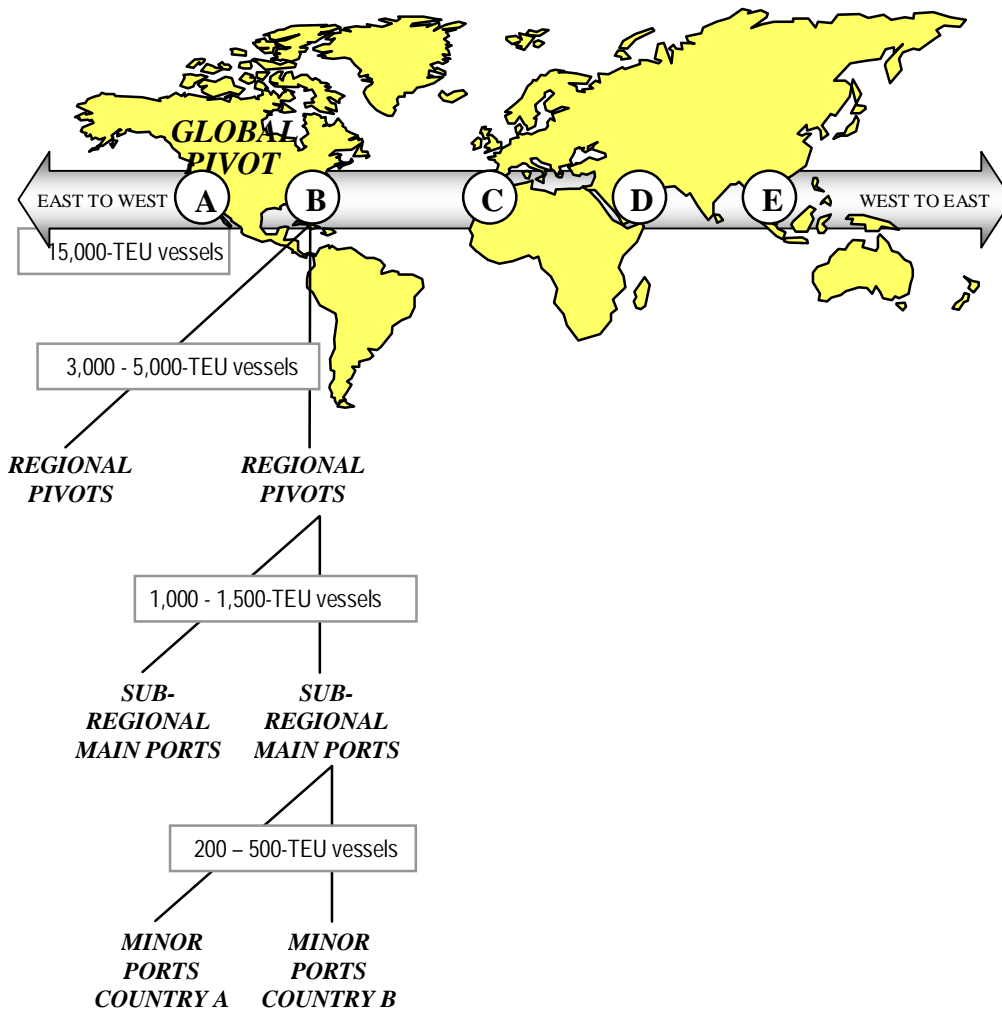 GLOBAL
PIVOT
EAST TO WEST
A
B
C
D
E
WEST TO EAST
15,000-TEU vessels
3,000 - 5,000-TEU vessels
REGIONAL
PIVOTS
REGIONAL
PIVOTS
1,000 - 1,500-TEU vessels
SUB-
REGIONAL
MAIN PORTS
SUB-
REGIONAL
MAIN PORTS
200 – 500-TEU vessels
MINOR
PORTS
COUNTRY A
MINOR
PORTS
COUNTRY B